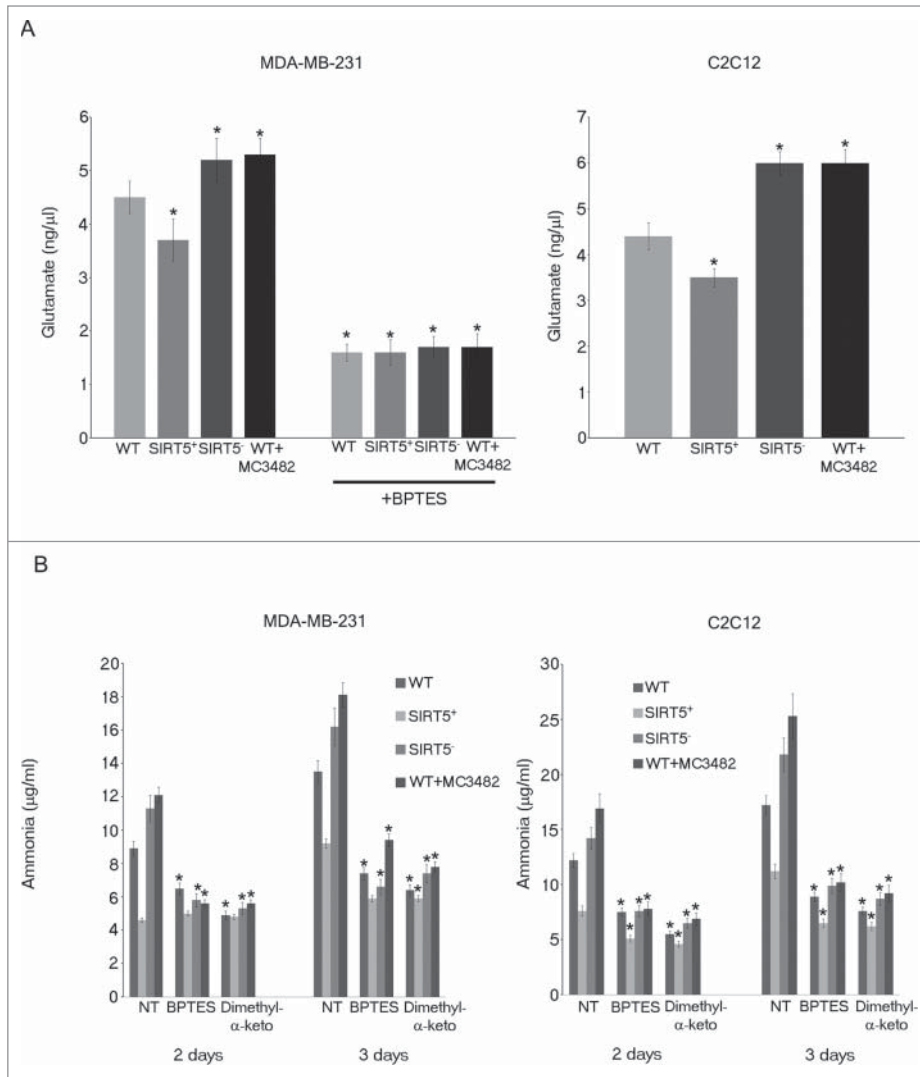 A
MDA-MB-231
C2C12
Glutamate (ng/µl)
6
5
4
3
2
1
0
* * * * * * *
WT SIRT5⁺ SIRT5⁻ WT+ MC3482
WT SIRT5⁺ SIRT5⁻ WT+ MC3482
+BPTES
Glutamate (ng/µl)
7
6
5
4
3
2
1
0
* * *
WT SIRT5⁺ SIRT5⁻ WT+ MC3482
B
MDA-MB-231
C2C12
Ammonia (µg/ml)
20
18
16
14
12
10
8
6
4
2
0
WT
SIRT5⁺
SIRT5⁻
WT+MC3482
* * * * * *
* * * * * * *
NT BPTES Dimethyl-
α-keto
NT BPTES Dimethyl-
α-keto
2 days
3 days
Ammonia (µg/ml)
30
25
20
15
10
5
0
WT
SIRT5⁺
SIRT5⁻
WT+MC3482
* * * * * * * *
* * * * * * * *
NT BPTES Dimethyl-
α-keto
NT BPTES Dimethyl-
α-keto
2 days
3 days